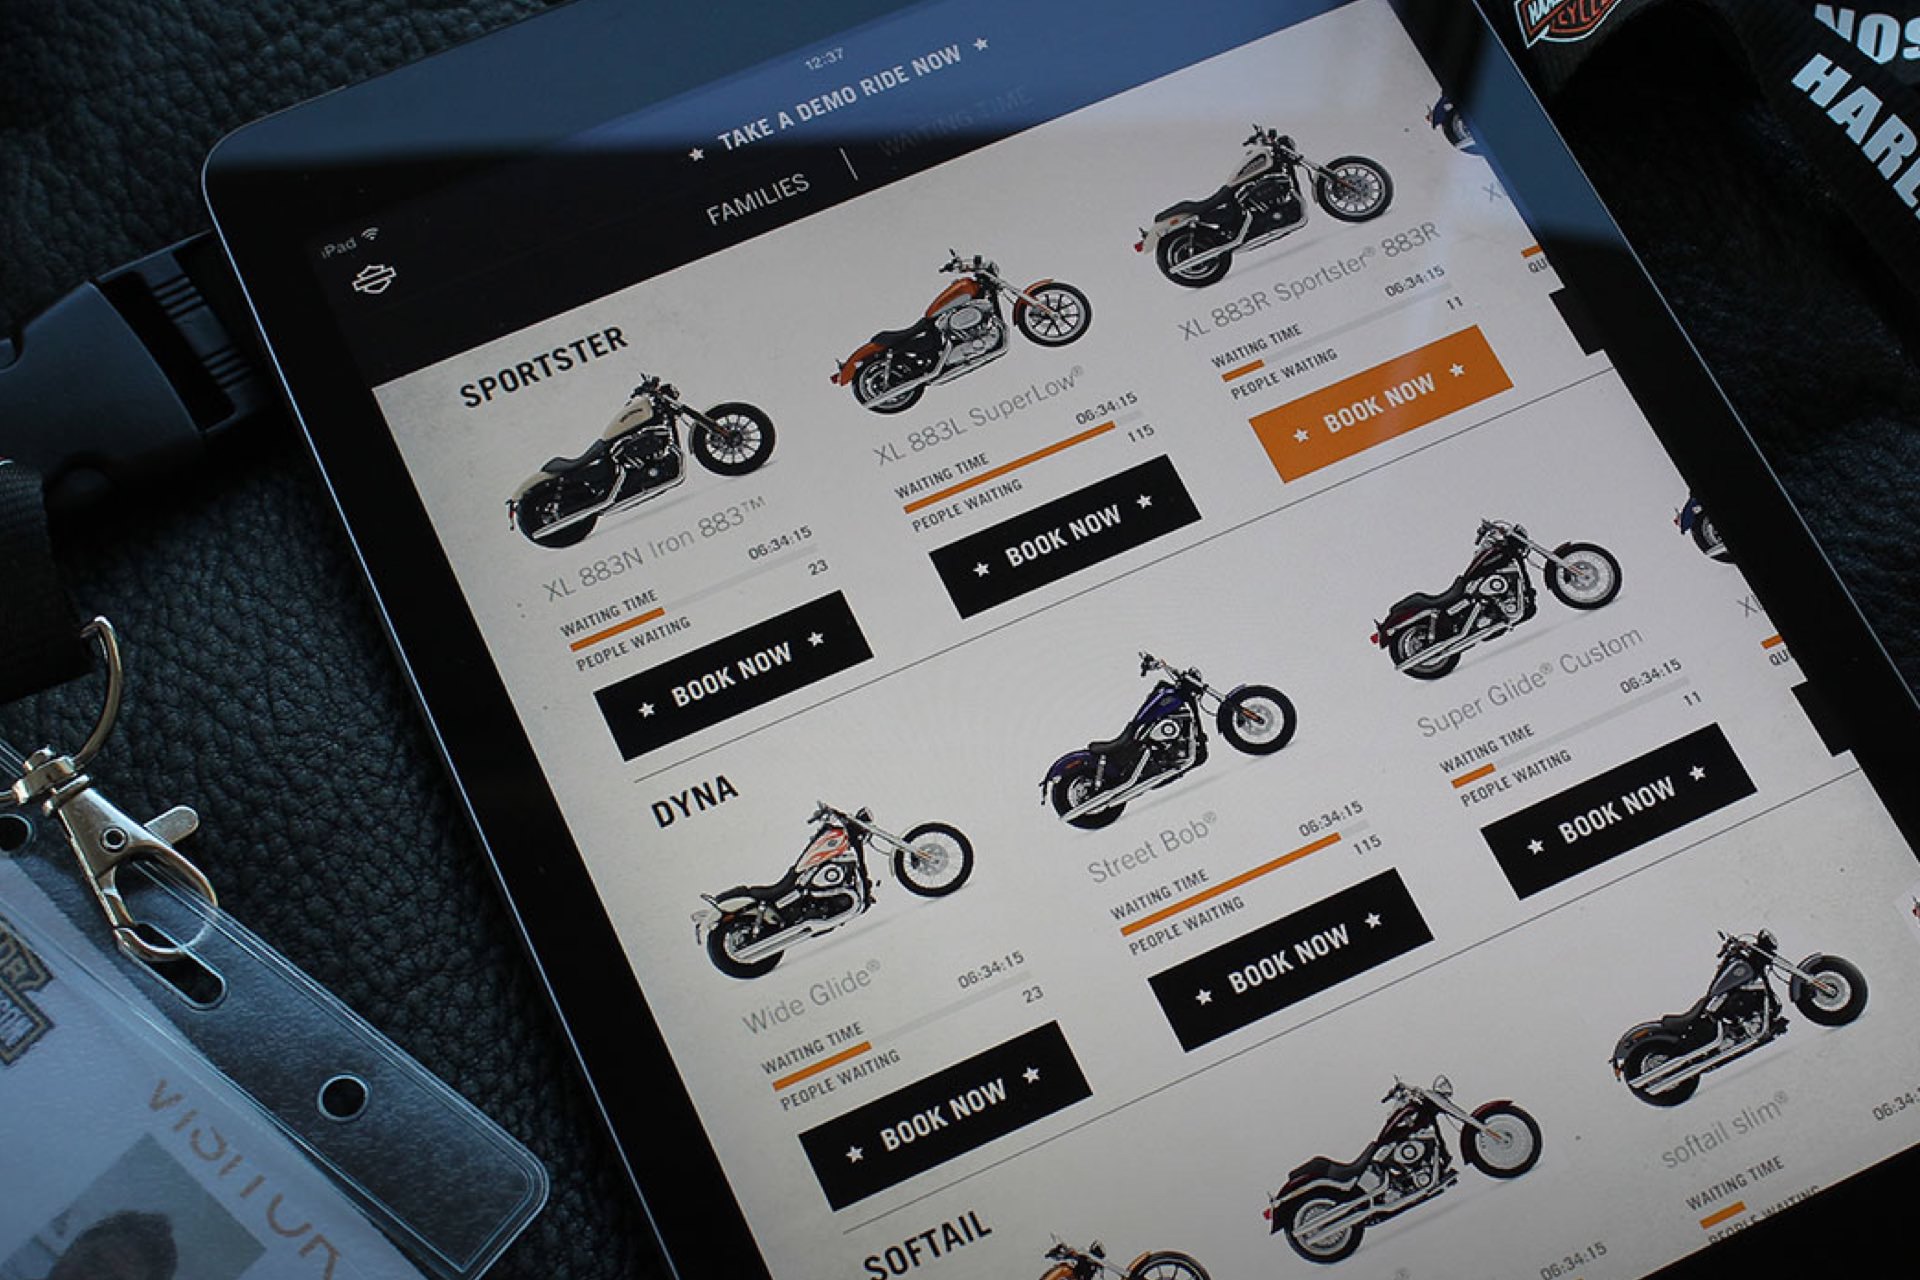 12:37
★ TAKE A DEMO RIDE NOW ★
iPad
FAMILIES | WAITING TIME
SPORTSTER
XL 883N Iron 883™
WAITING TIME 06:34:15
PEOPLE WAITING 23
★ BOOK NOW ★
XL 883L SuperLow®
WAITING TIME 06:34:15
PEOPLE WAITING 115
★ BOOK NOW ★
XL 883R Sportster® 883R
WAITING TIME 06:34:15
PEOPLE WAITING 11
★ BOOK NOW ★
QU
DYNA
Wide Glide®
WAITING TIME 06:34:15
PEOPLE WAITING 23
★ BOOK NOW ★
Street Bob®
WAITING TIME 06:34:15
PEOPLE WAITING 115
★ BOOK NOW ★
Super Glide® Custom
WAITING TIME 06:34:15
PEOPLE WAITING 11
★ BOOK NOW ★
QU
SOFTAIL
06:34:15
softail slim®
WAITING TIME 06:34:
PEOPLE WAITING
VISITOR
HARL